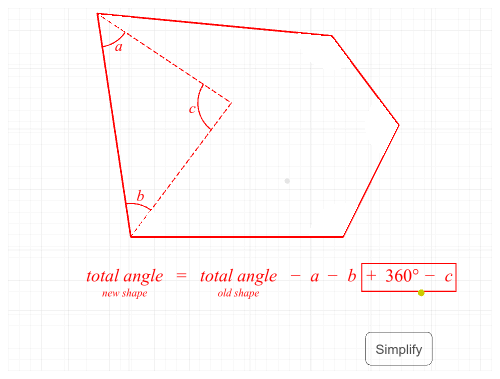 a
c
b
total angle = total angle − a − b + 360° − c
new shape old shape
Simplify